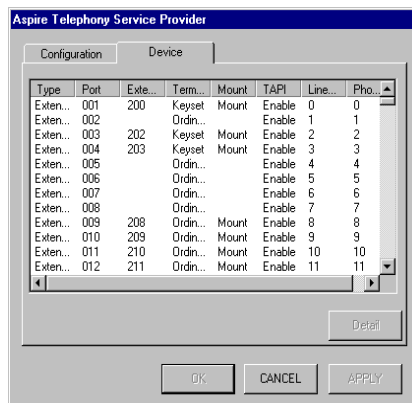 Aspire Telephony Service Provider
Configuration Device
Type Port Exte... Term... Mount TAPI Line... Pho...
Exten... 001 200 Keyset Mount Enable 0 0
Exten... 002 Ordin... Enable 1 1
Exten... 003 202 Keyset Mount Enable 2 2
Exten... 004 203 Keyset Mount Enable 3 3
Exten... 005 Ordin... Enable 4 4
Exten... 006 Ordin... Enable 5 5
Exten... 007 Ordin... Enable 6 6
Exten... 008 Ordin... Enable 7 7
Exten... 009 208 Ordin... Mount Enable 8 8
Exten... 010 209 Ordin... Mount Enable 9 9
Exten... 011 210 Ordin... Mount Enable 10 10
Exten... 012 211 Ordin... Mount Enable 11 11
Detail
OK CANCEL APPLY